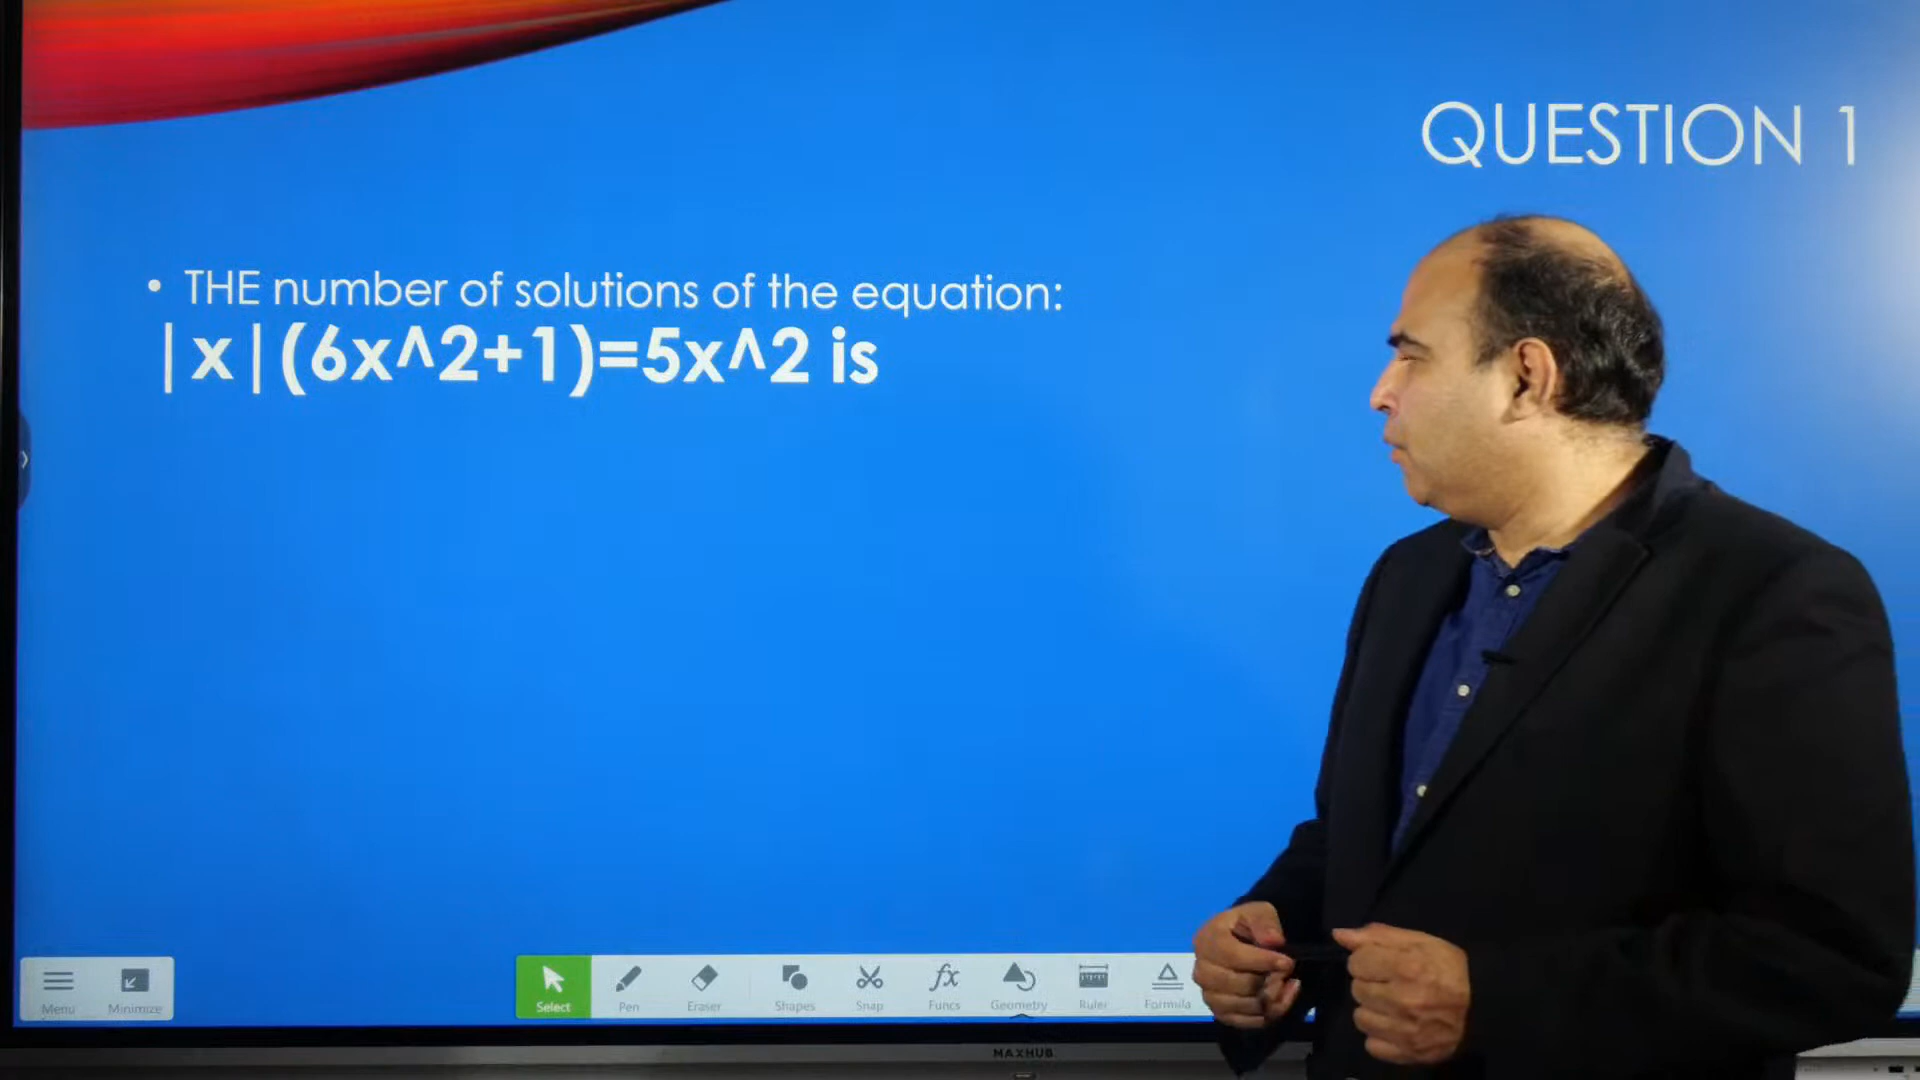 QUESTION 1
• THE number of solutions of the equation:
|x|(6x^2+1)=5x^2 is
Menu
Minimize
Select
Pen
Eraser
Shapes
Snap
Funcs
Geometry
Ruler
Formula
MAXHUB